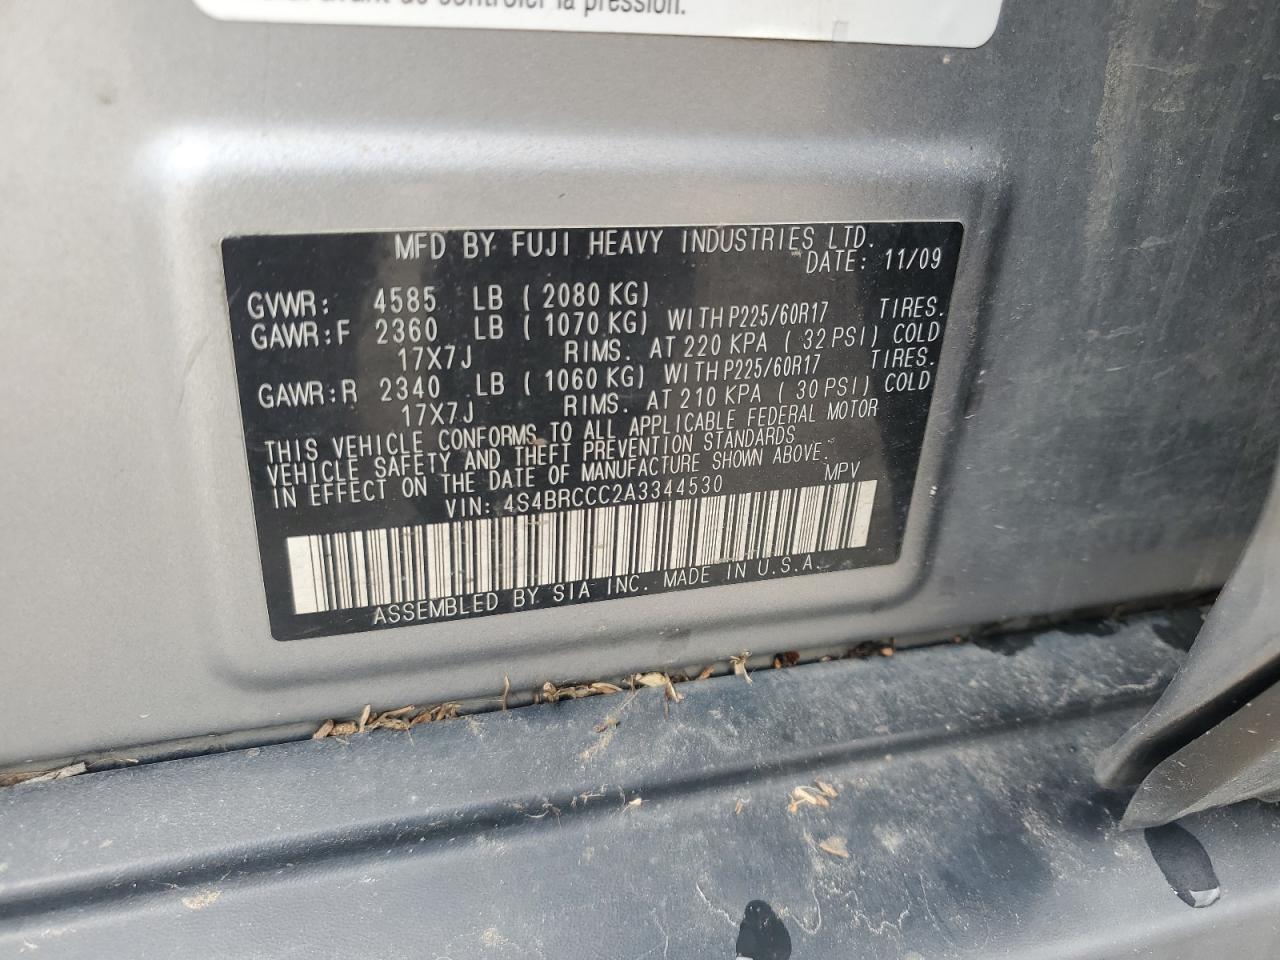 de contrôler la pression.
MFD BY FUJI HEAVY INDUSTRIES LTD.
DATE: 11/09
GVWR: 4585 LB ( 2080 KG)
GAWR:F 2360 LB ( 1070 KG) WITH P225/60R17 TIRES.
17X7J RIMS. AT 220 KPA ( 32 PSI) COLD
GAWR:R 2340 LB ( 1060 KG) WITH P225/60R17 TIRES.
17X7J RIMS. AT 210 KPA ( 30 PSI) COLD
THIS VEHICLE CONFORMS TO ALL APPLICABLE FEDERAL MOTOR
VEHICLE SAFETY AND THEFT PREVENTION STANDARDS
IN EFFECT ON THE DATE OF MANUFACTURE SHOWN ABOVE.
VIN: 4S4BRCCC2A3344530 MPV
ASSEMBLED BY SIA INC. MADE IN U.S.A.